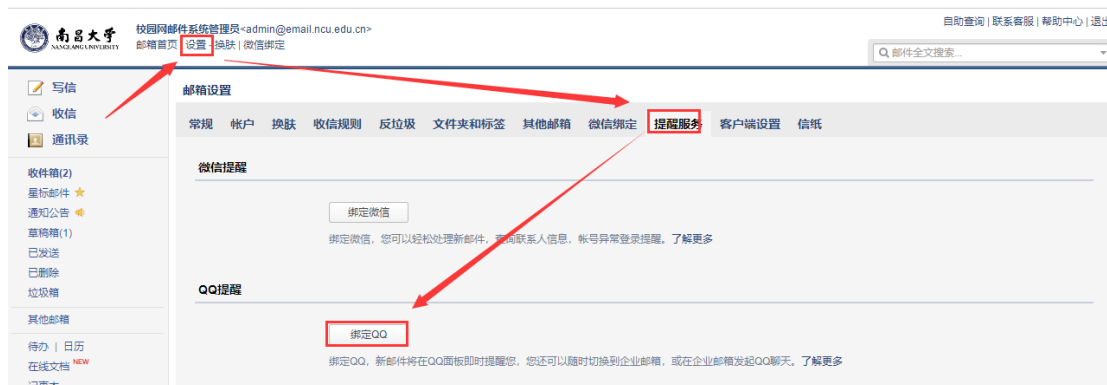 南昌大学
NANCHANG UNIVERSITY
校园网邮件系统管理员<admin@email.ncu.edu.cn>
邮箱首页 | 设置 - 换肤 | 微信绑定
自助查询 | 联系客服 | 帮助中心 | 退出
邮件全文搜索...
写信
收信
通讯录
收件箱(2)
星标邮件
通知公告
草稿箱(1)
已发送
已删除
垃圾箱
其他邮箱
待办 | 日历
在线文档 NEW
记事本
邮箱设置
常规 帐户 换肤 收信规则 反垃圾 文件夹和标签 其他邮箱 微信绑定 提醒服务 客户端设置 信纸
微信提醒
绑定微信
绑定微信，您可以轻松处理新邮件，查询联系人信息，帐号异常登录提醒。了解更多
QQ提醒
绑定QQ
绑定QQ，新邮件将在QQ面板即时提醒您，您还可以随时切换到企业邮箱，或在企业邮箱发起QQ聊天。了解更多